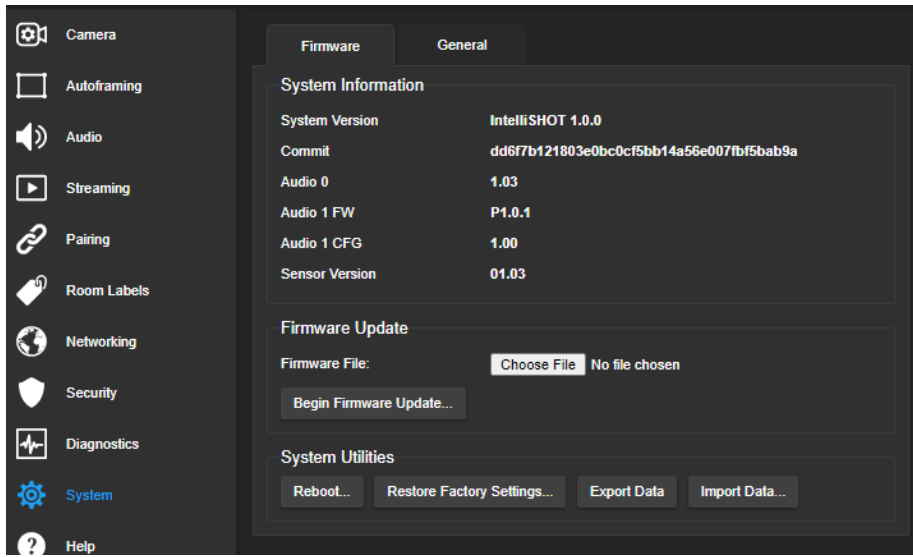 Camera
Autoframing
Audio
Streaming
Pairing
Room Labels
Networking
Security
Diagnostics
System
Help
Firmware
General
System Information
System Version IntelliSHOT 1.0.0
Commit dd6f7b121803e0bc0cf5bb14a56e007fbf5bab9a
Audio 0 1.03
Audio 1 FW P1.0.1
Audio 1 CFG 1.00
Sensor Version 01.03
Firmware Update
Firmware File: Choose File No file chosen
Begin Firmware Update...
System Utilities
Reboot... Restore Factory Settings... Export Data Import Data...